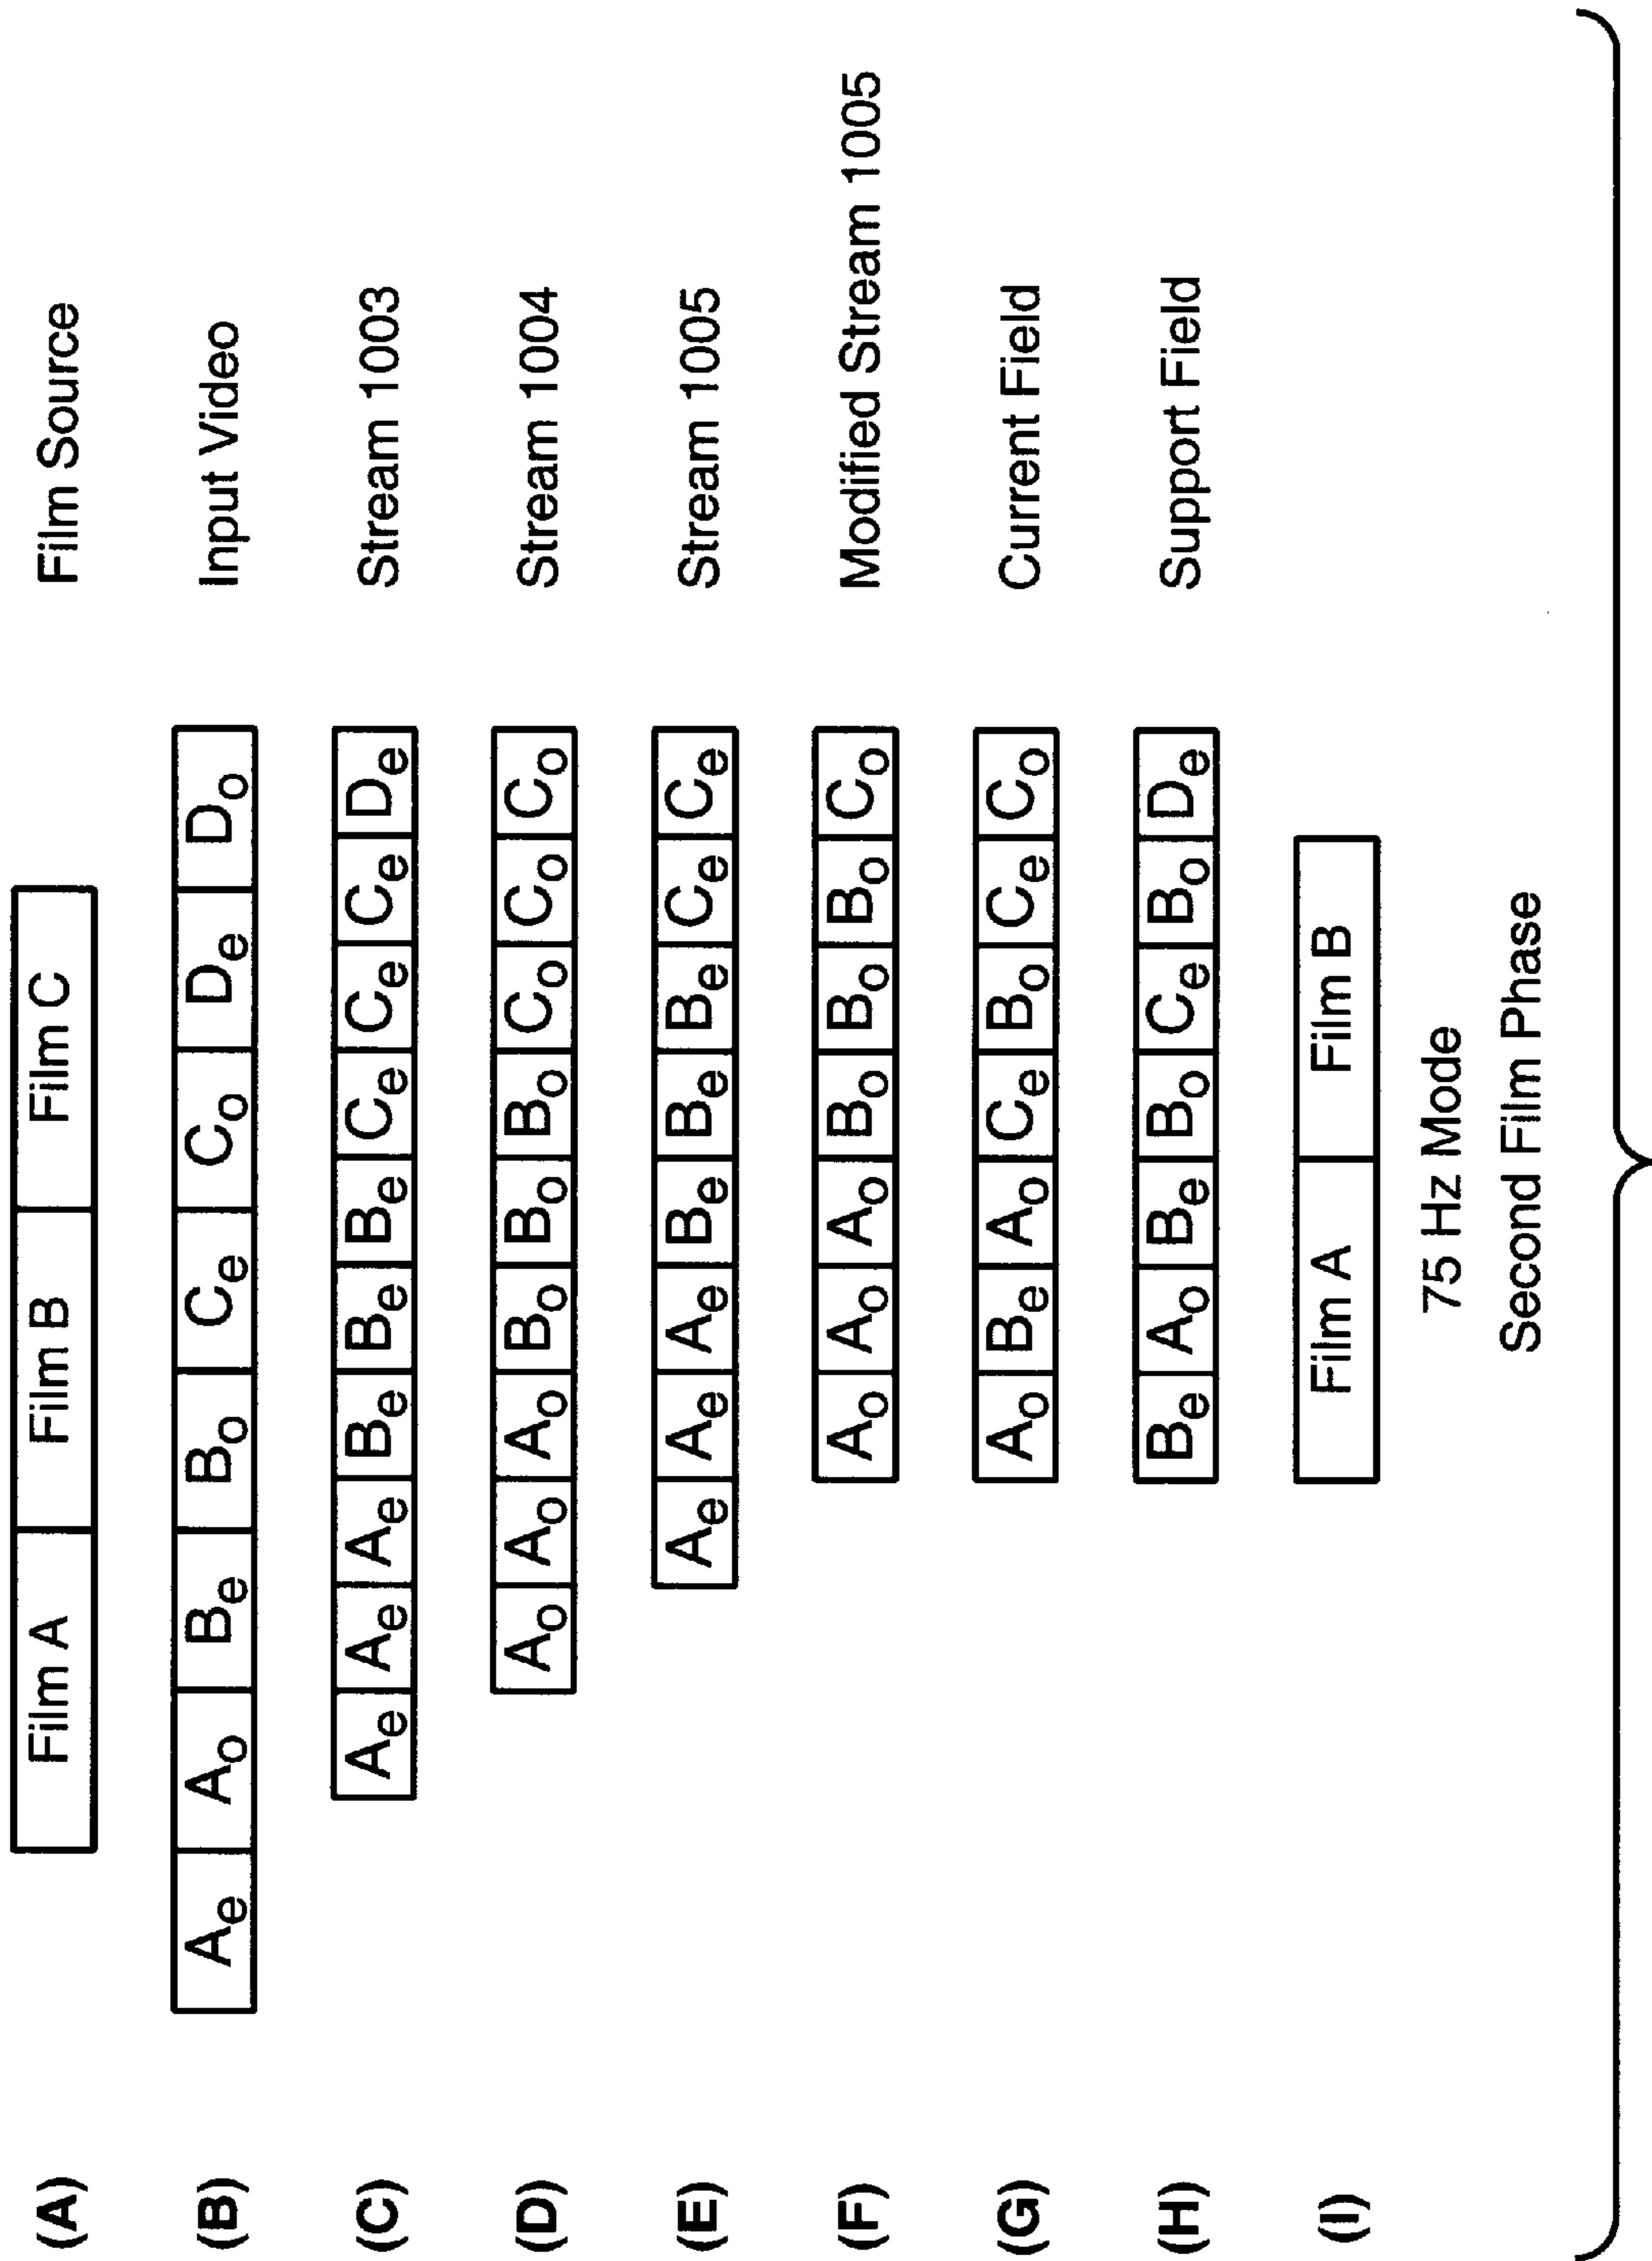 (A) Film A Film B Film C Film Source
(B) Ae Ao Be Bo Ce Co De Do Input Video
(C) Ae Ae Ae Be Be Be Ce Ce Ce De Stream 1003
(D) Ao Ao Ao Bo Bo Bo Co Co Co Stream 1004
(E) Ae Ae Ae Be Be Be Ce Ce Stream 1005
(F) Ao Ao Ao Bo Bo Bo Co Modified Stream 1005
(G) Ao Be Ao Ce Bo Ce Co Current Field
(H) Be Ao Be Bo Ce Bo De Support Field
(I) Film A Film B
75 Hz Mode
Second Film Phase